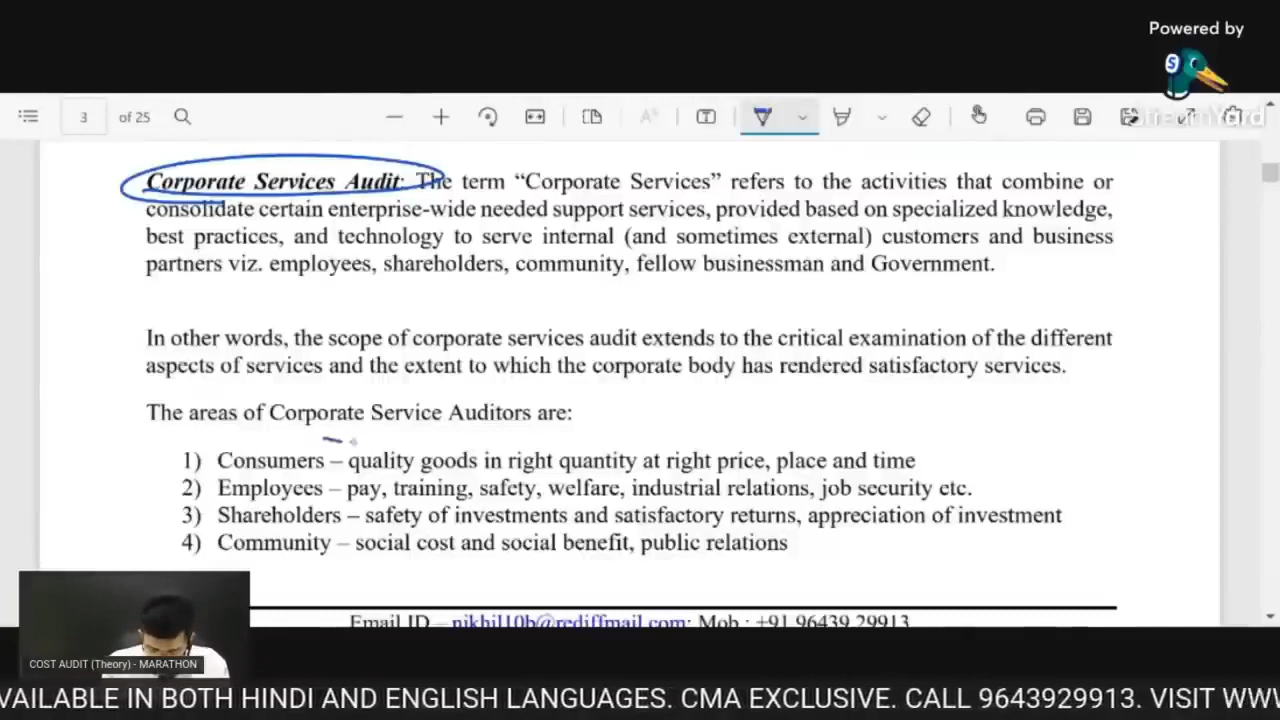 Powered by
S
3 of 25
StreamYard
Corporate Services Audit: The term “Corporate Services” refers to the activities that combine or
consolidate certain enterprise-wide needed support services, provided based on specialized knowledge,
best practices, and technology to serve internal (and sometimes external) customers and business
partners viz. employees, shareholders, community, fellow businessman and Government.
In other words, the scope of corporate services audit extends to the critical examination of the different
aspects of services and the extent to which the corporate body has rendered satisfactory services.
The areas of Corporate Service Auditors are:
1) Consumers – quality goods in right quantity at right price, place and time
2) Employees – pay, training, safety, welfare, industrial relations, job security etc.
3) Shareholders – safety of investments and satisfactory returns, appreciation of investment
4) Community – social cost and social benefit, public relations
Email ID – nikhil10b@rediffmail.com; Mob.: +91 96439 29913
COST AUDIT (Theory) - MARATHON
VAILABLE IN BOTH HINDI AND ENGLISH LANGUAGES. CMA EXCLUSIVE. CALL 9643929913. VISIT WWW